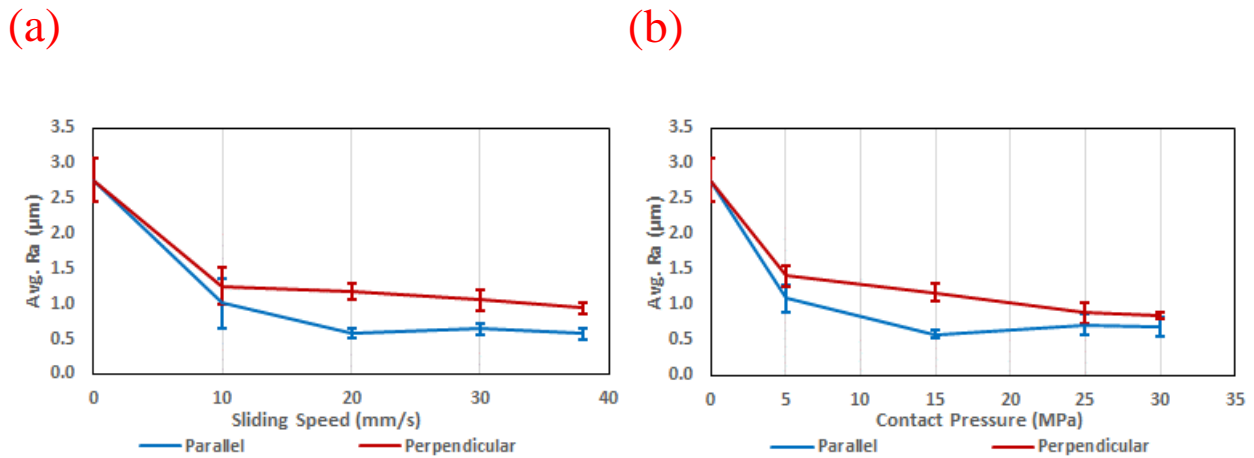 (a)
(b)
Avg. Ra (µm)
3.5
3.0
2.5
2.0
1.5
1.0
0.5
0.0
0 10 20 30 40
Sliding Speed (mm/s)
Parallel Perpendicular
Avg. Ra (µm)
3.5
3.0
2.5
2.0
1.5
1.0
0.5
0.0
0 5 10 15 20 25 30 35
Contact Pressure (MPa)
Parallel Perpendicular